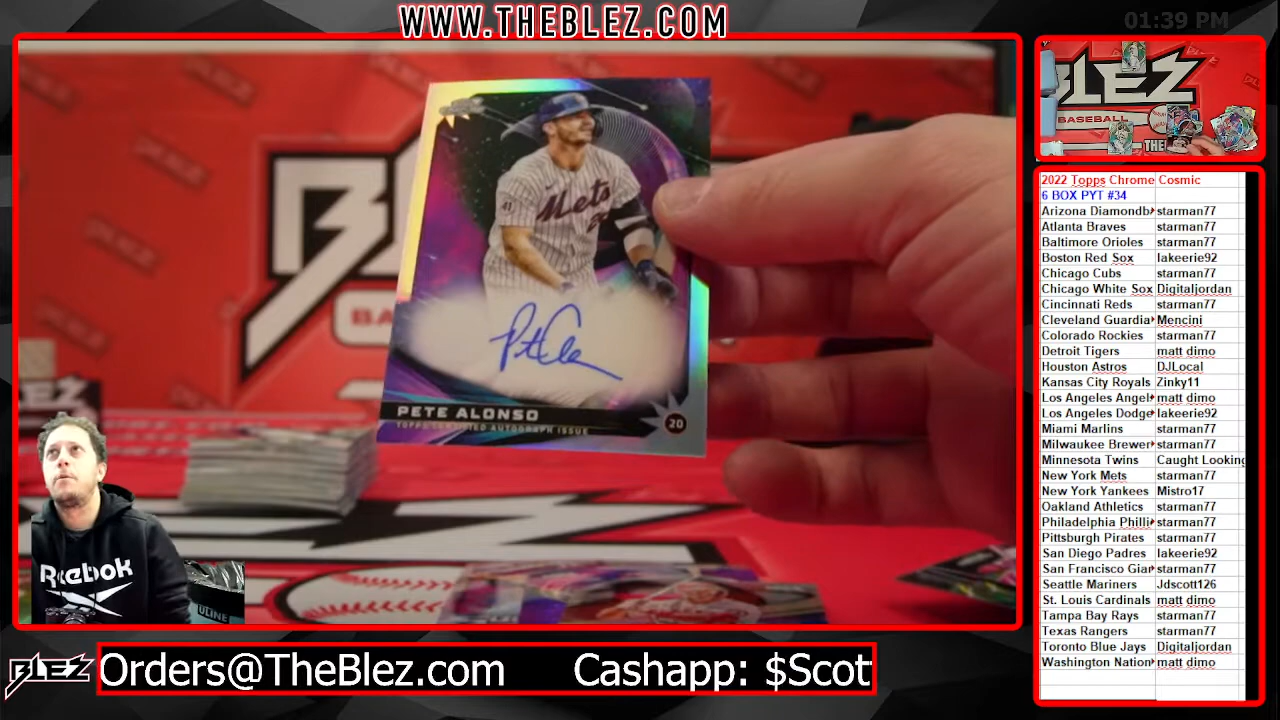 WWW.THEBLEZ.COM
01:39 PM
BLEZ
BASEBALL
THE
Mets
PETE ALONSO
TOPPS CERTIFIED AUTOGRAPH ISSUE
20
Reebok
ULINE
2022 Topps Chrome Cosmic
6 BOX PYT #34
Arizona Diamondb starman77
Atlanta Braves starman77
Baltimore Orioles starman77
Boston Red Sox lakeerie92
Chicago Cubs starman77
Chicago White Sox Digitaljordan
Cincinnati Reds starman77
Cleveland Guardia Mencini
Colorado Rockies starman77
Detroit Tigers matt dimo
Houston Astros DJLocal
Kansas City Royals Zinky11
Los Angeles Angel matt dimo
Los Angeles Dodge lakeerie92
Miami Marlins starman77
Milwaukee Brewer starman77
Minnesota Twins Caught Looking
New York Mets starman77
New York Yankees Mistro17
Oakland Athletics starman77
Philadelphia Philli starman77
Pittsburgh Pirates starman77
San Diego Padres lakeerie92
San Francisco Giar starman77
Seattle Mariners Jdscott126
St. Louis Cardinals matt dimo
Tampa Bay Rays starman77
Texas Rangers starman77
Toronto Blue Jays Digitaljordan
Washington Nation matt dimo
BLEZ Orders@TheBlez.com Cashapp: $Scot